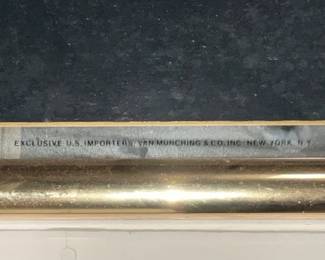 EXCLUSIVE U.S. IMPORTERS: VAN MUNCHING & CO., INC. NEW YORK, N.Y.